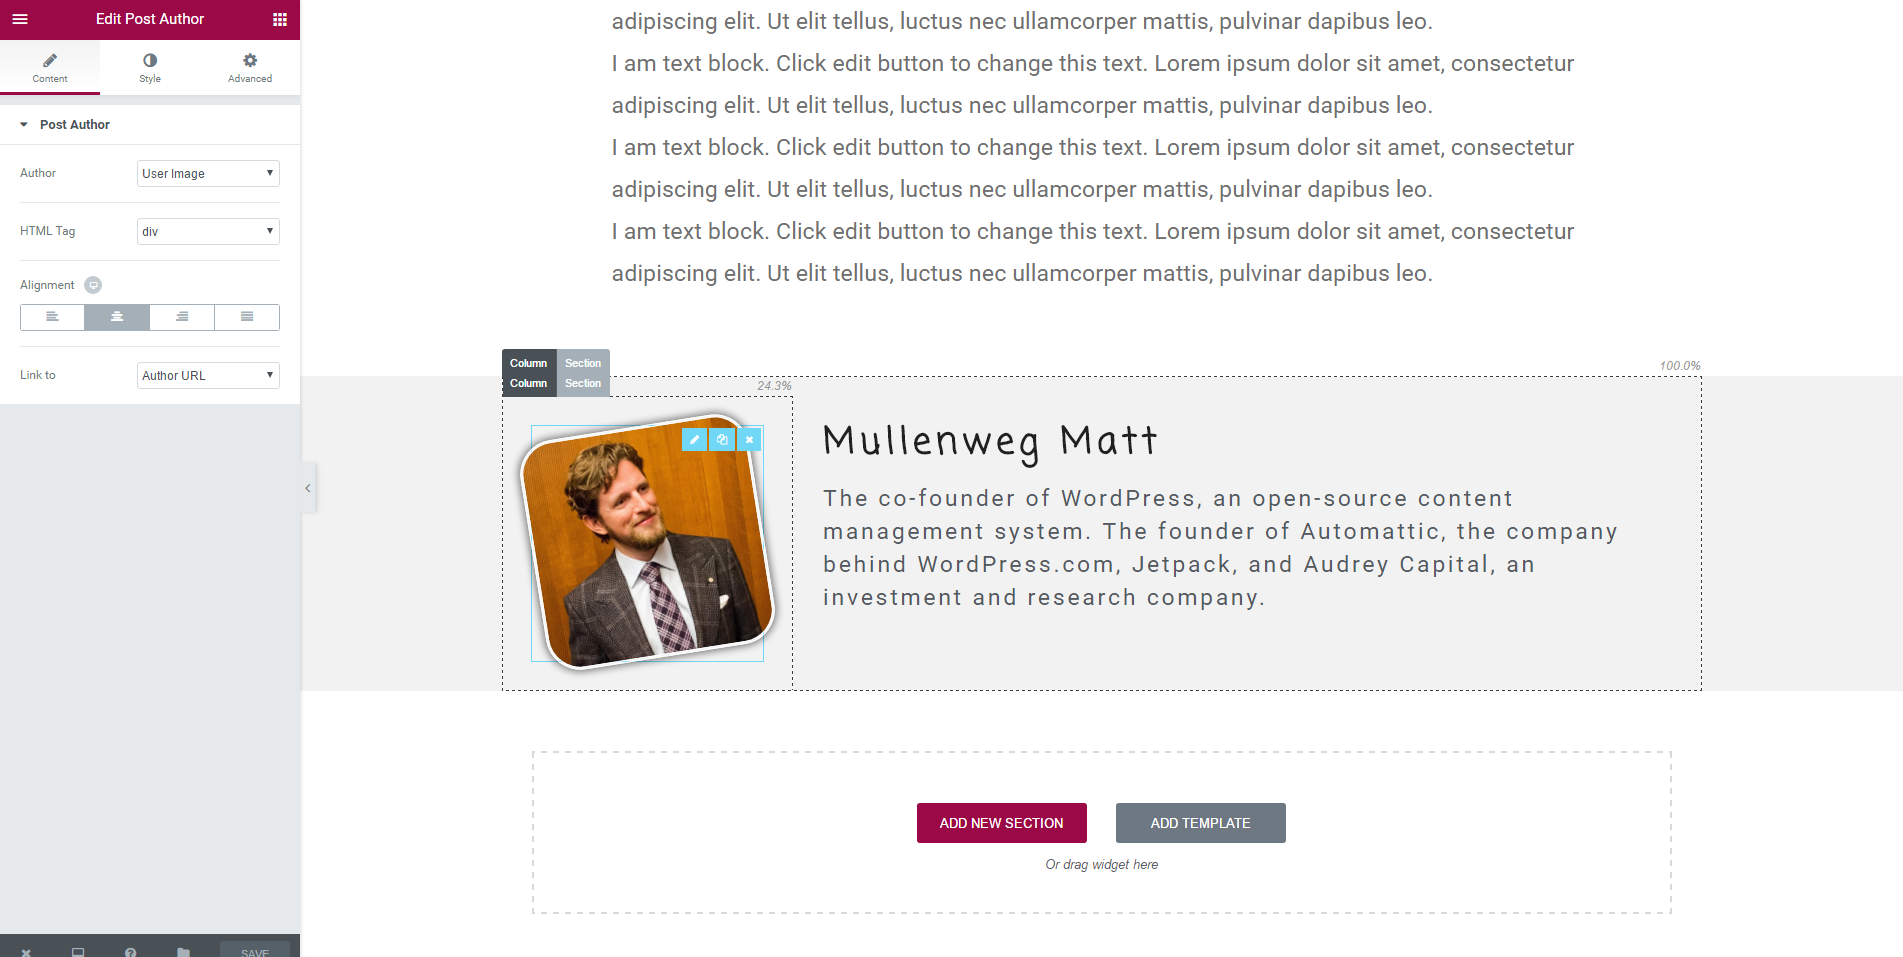 Edit Post Author
Content
Style
Advanced
Post Author
Author
User Image
HTML Tag
div
Alignment
Link to
Author URL
SAVE
adipiscing elit. Ut elit tellus, luctus nec ullamcorper mattis, pulvinar dapibus leo.
I am text block. Click edit button to change this text. Lorem ipsum dolor sit amet, consectetur
adipiscing elit. Ut elit tellus, luctus nec ullamcorper mattis, pulvinar dapibus leo.
I am text block. Click edit button to change this text. Lorem ipsum dolor sit amet, consectetur
adipiscing elit. Ut elit tellus, luctus nec ullamcorper mattis, pulvinar dapibus leo.
I am text block. Click edit button to change this text. Lorem ipsum dolor sit amet, consectetur
adipiscing elit. Ut elit tellus, luctus nec ullamcorper mattis, pulvinar dapibus leo.
Column Section
100.0%
Column Section
24.3%
Mullenweg Matt
The co-founder of WordPress, an open-source content
management system. The founder of Automattic, the company
behind WordPress.com, Jetpack, and Audrey Capital, an
investment and research company.
ADD NEW SECTION
ADD TEMPLATE
Or drag widget here